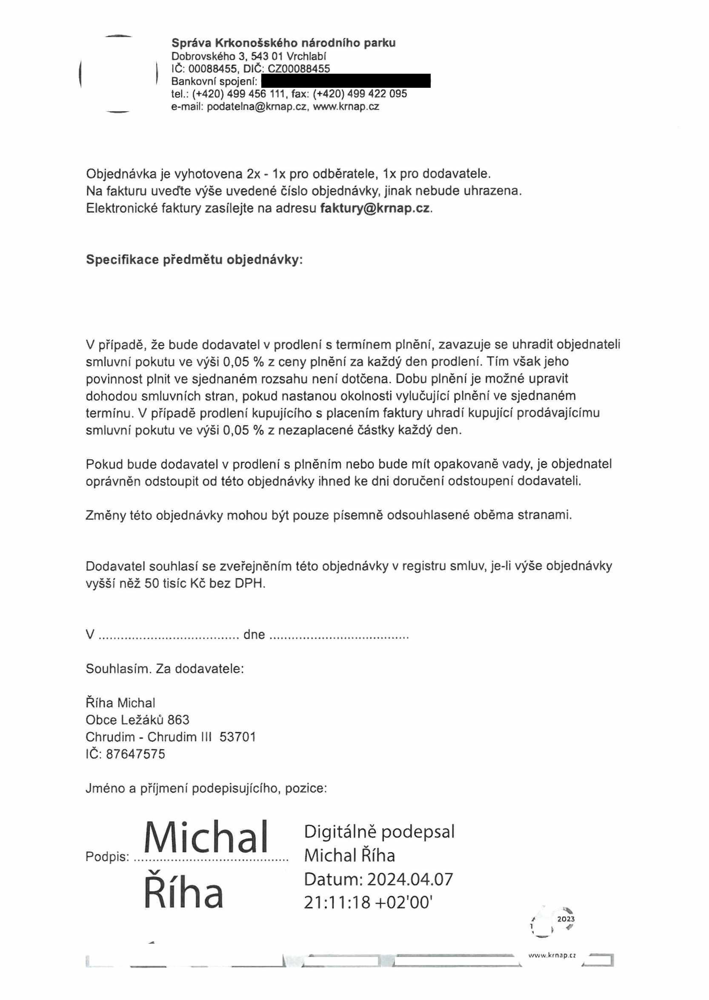 Správa Krkonošského národního parku
Dobrovského 3, 543 01 Vrchlabí
IČ: 00088455, DIČ: CZ00088455
Bankovní spojení:
tel.: (+420) 499 456 111, fax: (+420) 499 422 095
e-mail: podatelna@krnap.cz, www.krnap.cz
Objednávka je vyhotovena 2x - 1x pro odběratele, 1x pro dodavatele.
Na fakturu uveďte výše uvedené číslo objednávky, jinak nebude uhrazena.
Elektronické faktury zasílejte na adresu faktury@krnap.cz.
Specifikace předmětu objednávky:
V případě, že bude dodavatel v prodlení s termínem plnění, zavazuje se uhradit objednateli
smluvní pokutu ve výši 0,05 % z ceny plnění za každý den prodlení. Tím však jeho
povinnost plnit ve sjednaném rozsahu není dotčena. Dobu plnění je možné upravit
dohodou smluvních stran, pokud nastanou okolnosti vylučující plnění ve sjednaném
termínu. V případě prodlení kupujícího s placením faktury uhradí kupující prodávajícímu
smluvní pokutu ve výši 0,05 % z nezaplacené částky každý den.
Pokud bude dodavatel v prodlení s plněním nebo bude mít opakovaně vady, je objednatel
oprávněn odstoupit od této objednávky ihned ke dni doručení odstoupení dodavateli.
Změny této objednávky mohou být pouze písemně odsouhlasené oběma stranami.
Dodavatel souhlasí se zveřejněním této objednávky v registru smluv, je-li výše objednávky
vyšší něž 50 tisíc Kč bez DPH.
V ...................................... dne ......................................
Souhlasím. Za dodavatele:
Říha Michal
Obce Ležáků 863
Chrudim - Chrudim III 53701
IČ: 87647575
Jméno a příjmení podepisujícího, pozice:
Podpis: ..........................................
Michal
Říha
Digitálně podepsal
Michal Říha
Datum: 2024.04.07
21:11:18 +02'00'
2023
www.krnap.cz